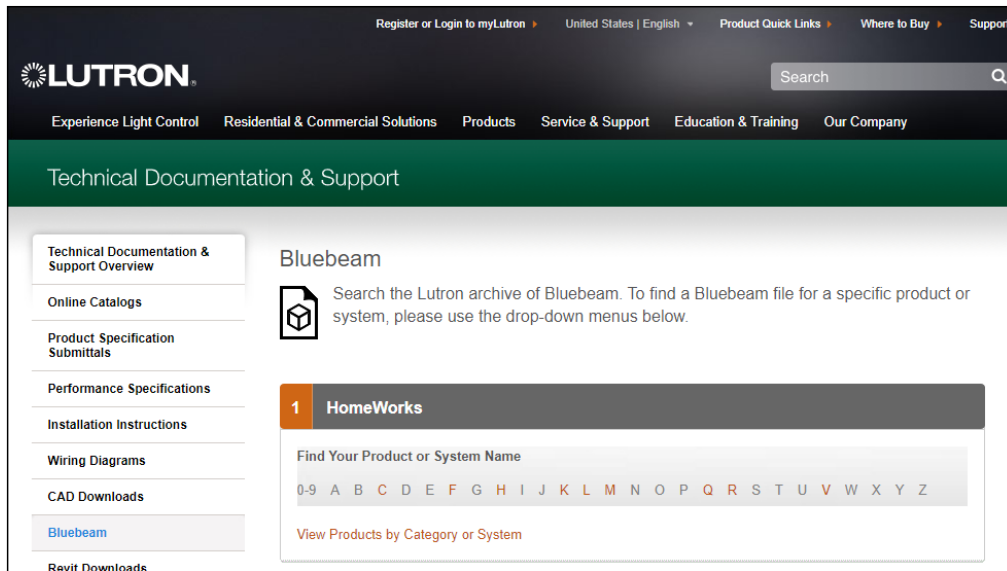 Register or Login to myLutron
United States | English
Product Quick Links
Where to Buy
Suppor
LUTRON
Search
Experience Light Control
Residential & Commercial Solutions
Products
Service & Support
Education & Training
Our Company
Technical Documentation & Support
Technical Documentation &
Support Overview
Online Catalogs
Product Specification
Submittals
Performance Specifications
Installation Instructions
Wiring Diagrams
CAD Downloads
Bluebeam
Revit Downloads
Bluebeam
Search the Lutron archive of Bluebeam. To find a Bluebeam file for a specific product or
system, please use the drop-down menus below.
1 HomeWorks
Find Your Product or System Name
0-9 A B C D E F G H I J K L M N O P Q R S T U V W X Y Z
View Products by Category or System